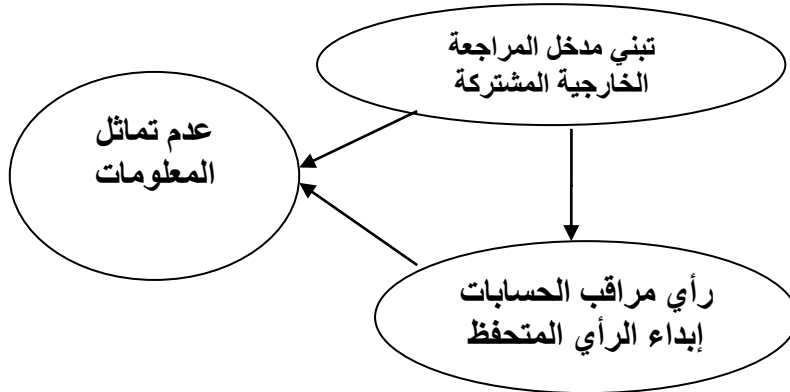 تبني مدخل المراجعة
الخارجية المشتركة
عدم تماثل
المعلومات
رأي مراقب الحسابات
إبداء الرأي المتحفظ